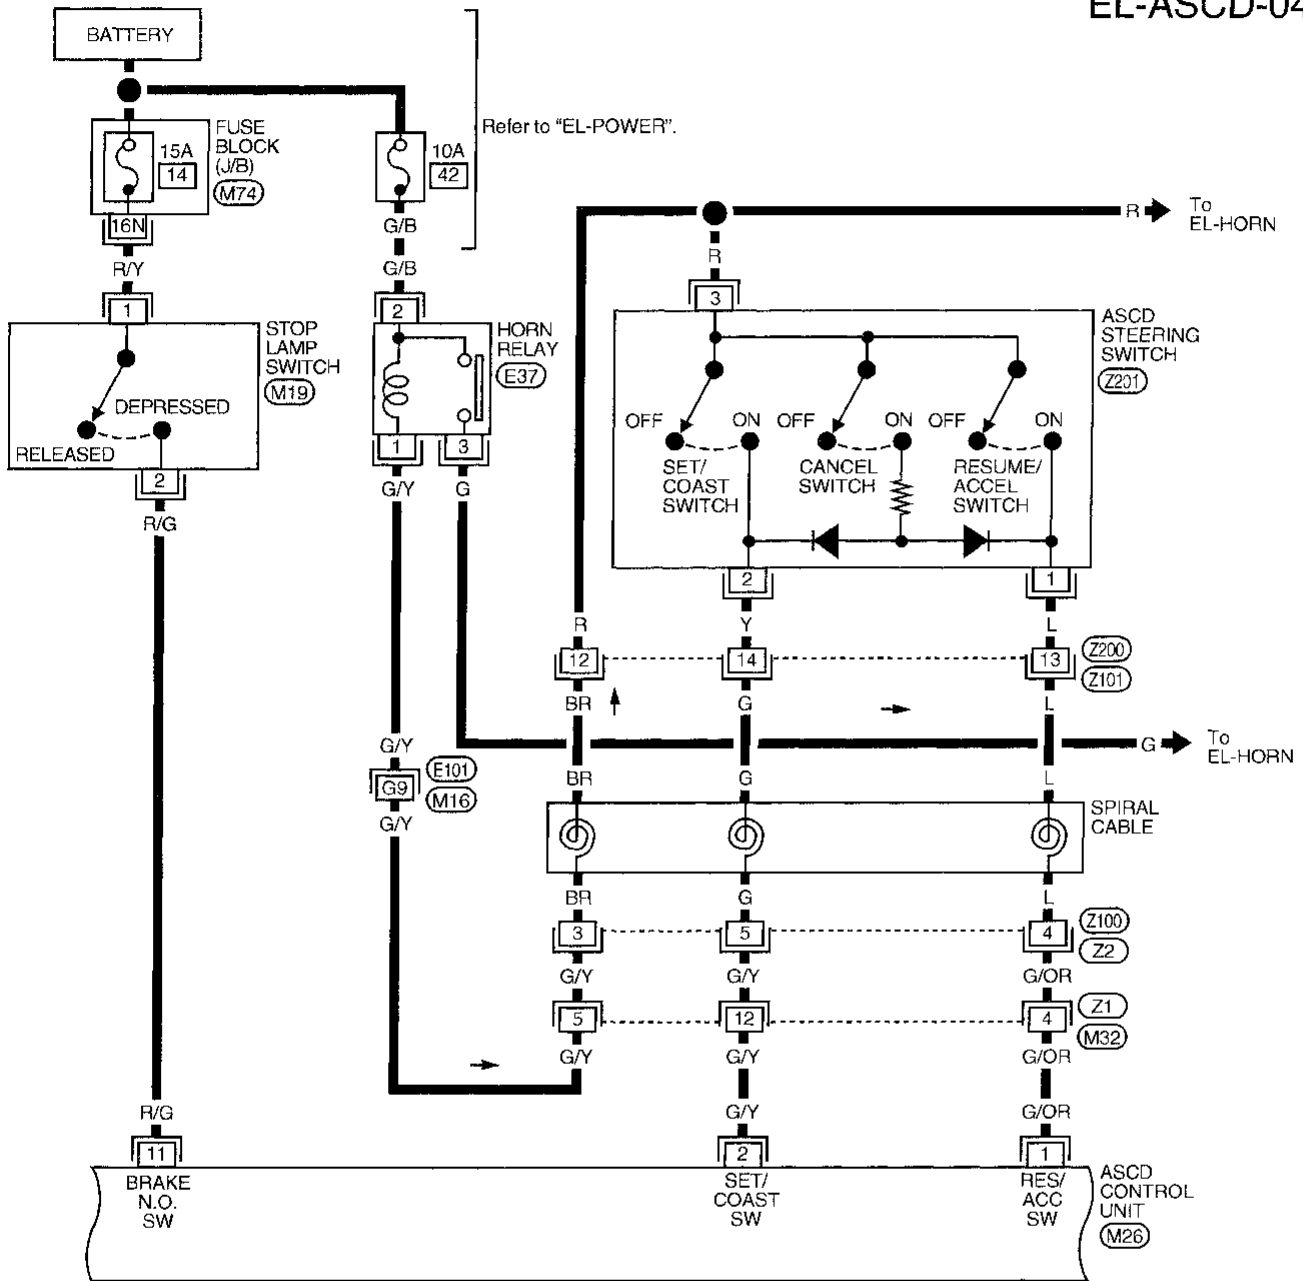 EL-ASCD-04
BATTERY
Refer to "EL-POWER".
FUSE
BLOCK
(J/B)
M74
15A
14
10A
42
16N
G/B
R/Y
G/B
R
To
EL-HORN
R
3
1
2
STOP
LAMP
SWITCH
M19
DEPRESSED
RELEASED
HORN
RELAY
E37
ASCD
STEERING
SWITCH
Z201
OFF
ON
OFF
ON
OFF
ON
SET/
COAST
SWITCH
CANCEL
SWITCH
RESUME/
ACCEL
SWITCH
2
1
3
R/G
G/Y
G
2
1
R
Y
L
12
14
13
Z200
Z101
BR
G
L
G
To
EL-HORN
G/Y
G9
E101
M16
G/Y
BR
G
L
SPIRAL
CABLE
BR
G
L
3
5
4
Z100
Z2
G/Y
G/Y
G/OR
5
12
4
Z1
M32
G/Y
G/Y
G/OR
R/G
G/Y
G/OR
11
2
1
BRAKE
N.O.
SW
SET/
COAST
SW
RES/
ACC
SW
ASCD
CONTROL
UNIT
M26